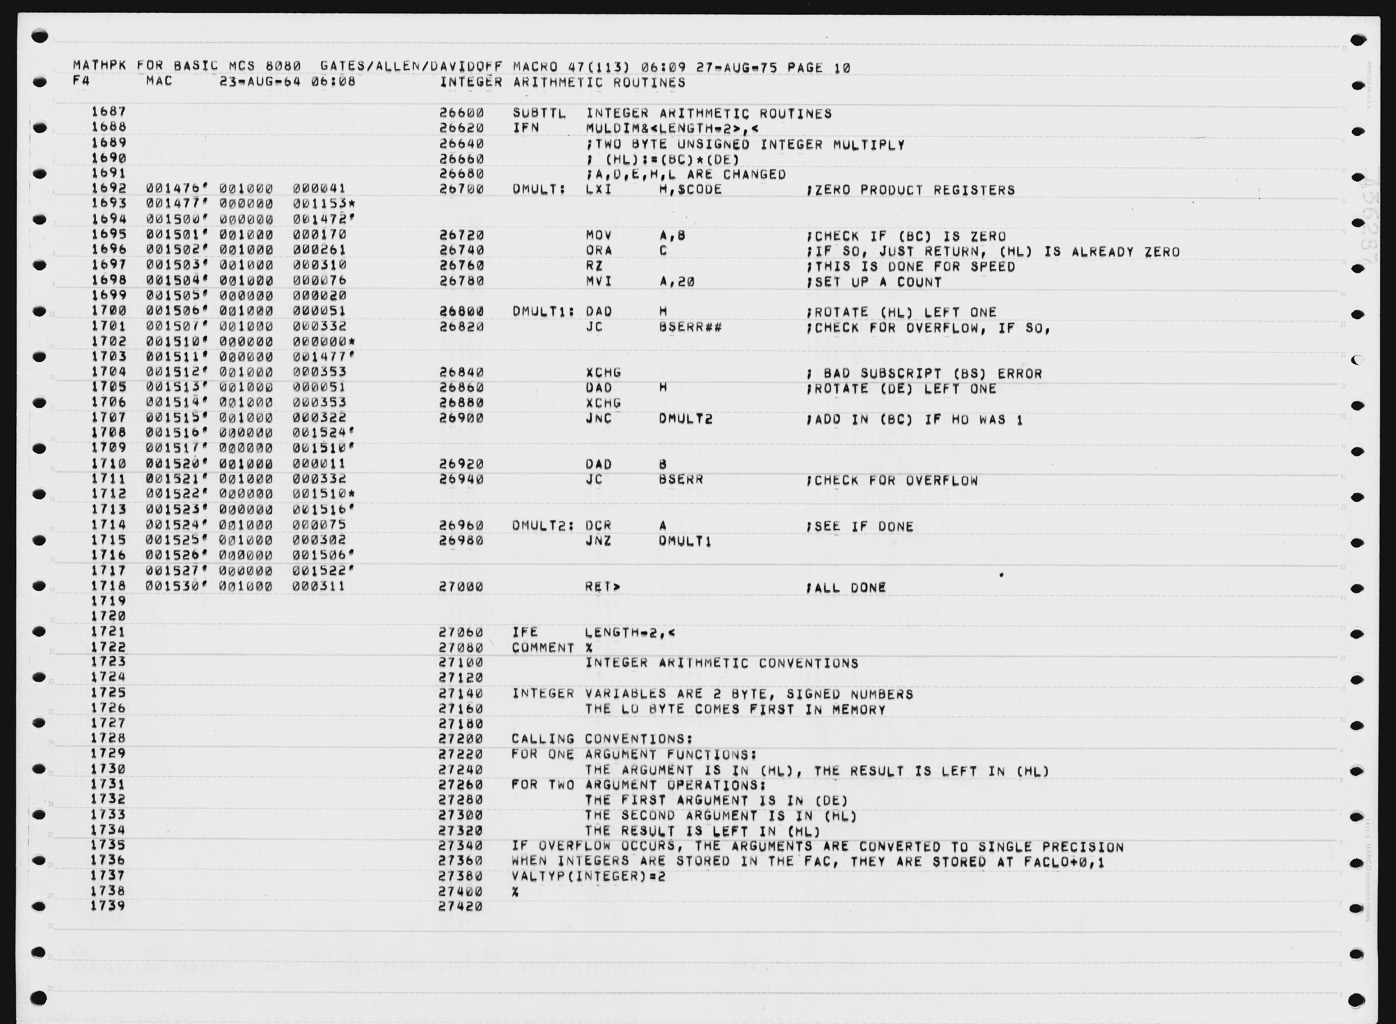 MATHPK FOR BASIC MCS 8080  GATES/ALLEN/DAVIDOFF MACRO 47(113) 06:09 27-AUG-75 PAGE 10
F4      MAC     23-AUG-64 06:08         INTEGER ARITHMETIC ROUTINES
1687                                    26600   SUBTTL  INTEGER ARITHMETIC ROUTINES
1688                                    26620   IFN     MULDIM&<LENGTH-2>,<
1689                                    26640           ;TWO BYTE UNSIGNED INTEGER MULTIPLY
1690                                    26660           ; (HL):=(BC)*(DE)
1691                                    26680           ;A,D,E,H,L ARE CHANGED
1692  001476' 001000  000041            26700   DMULT:  LXI     H,$CODE         ;ZERO PRODUCT REGISTERS
1693  001477' 000000  001153*
1694  001500' 000000  001472'
1695  001501' 001000  000170            26720           MOV     A,B             ;CHECK IF (BC) IS ZERO
1696  001502' 001000  000261            26740           ORA     C               ;IF SO, JUST RETURN, (HL) IS ALREADY ZERO
1697  001503' 001000  000310            26760           RZ                      ;THIS IS DONE FOR SPEED
1698  001504' 001000  000076            26780           MVI     A,20            ;SET UP A COUNT
1699  001505' 000000  000020
1700  001506' 001000  000051            26800   DMULT1: DAD     H               ;ROTATE (HL) LEFT ONE
1701  001507' 001000  000332            26820           JC      BSERR##         ;CHECK FOR OVERFLOW, IF SO,
1702  001510' 000000  000000*
1703  001511' 000000  001477'
1704  001512' 001000  000353            26840           XCHG                    ; BAD SUBSCRIPT (BS) ERROR
1705  001513' 001000  000051            26860           DAD     H               ;ROTATE (DE) LEFT ONE
1706  001514' 001000  000353            26880           XCHG
1707  001515' 001000  000322            26900           JNC     DMULT2          ;ADD IN (BC) IF HO WAS 1
1708  001516' 000000  001524'
1709  001517' 000000  001510'
1710  001520' 001000  000011            26920           DAD     B
1711  001521' 001000  000332            26940           JC      BSERR           ;CHECK FOR OVERFLOW
1712  001522' 000000  001510*
1713  001523' 000000  001516'
1714  001524' 001000  000075            26960   DMULT2: DCR     A               ;SEE IF DONE
1715  001525' 001000  000302            26980           JNZ     DMULT1
1716  001526' 000000  001506'
1717  001527' 000000  001522'
1718  001530' 001000  000311            27000           RET>                    ;ALL DONE
1719
1720
1721                                    27060   IFE     LENGTH-2,<
1722                                    27080   COMMENT %
1723                                    27100           INTEGER ARITHMETIC CONVENTIONS
1724                                    27120
1725                                    27140   INTEGER VARIABLES ARE 2 BYTE, SIGNED NUMBERS
1726                                    27160           THE LO BYTE COMES FIRST IN MEMORY
1727                                    27180
1728                                    27200   CALLING CONVENTIONS:
1729                                    27220   FOR ONE ARGUMENT FUNCTIONS:
1730                                    27240           THE ARGUMENT IS IN (HL), THE RESULT IS LEFT IN (HL)
1731                                    27260   FOR TWO ARGUMENT OPERATIONS:
1732                                    27280           THE FIRST ARGUMENT IS IN (DE)
1733                                    27300           THE SECOND ARGUMENT IS IN (HL)
1734                                    27320           THE RESULT IS LEFT IN (HL)
1735                                    27340   IF OVERFLOW OCCURS, THE ARGUMENTS ARE CONVERTED TO SINGLE PRECISION
1736                                    27360   WHEN INTEGERS ARE STORED IN THE FAC, THEY ARE STORED AT FACLO+0,1
1737                                    27380   VALTYP(INTEGER)=2
1738                                    27400   %
1739                                    27420